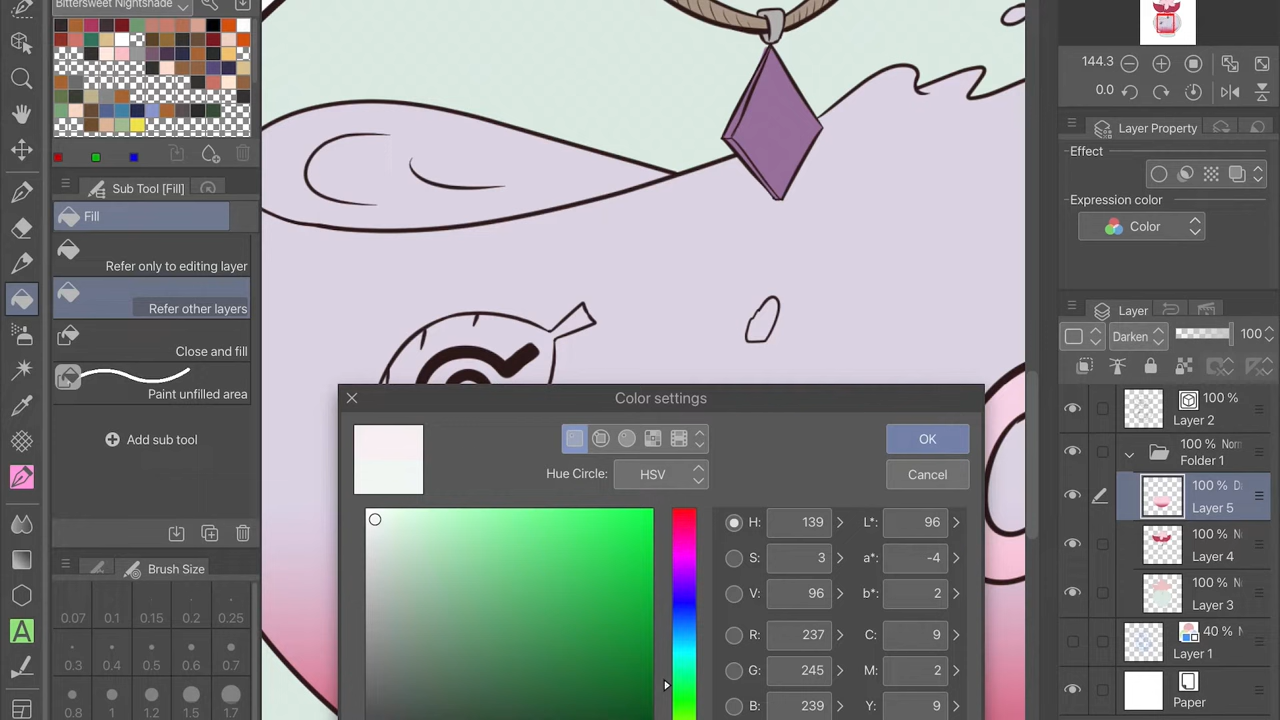 Bittersweet Nightshade
Sub Tool [Fill]
Fill
Refer only to editing layer
Refer other layers
Close and fill
Paint unfilled area
Add sub tool
Brush Size
0.07 0.1 0.15 0.2 0.25
0.3 0.4 0.5 0.6 0.7
0.8 1 1.2 1.5 1.7
A
Color settings
Hue Circle: HSV
OK
Cancel
H: 139 L*: 96
S: 3 a*: -4
V: 96 b*: 2
R: 237 C: 9
G: 245 M: 2
B: 239 Y: 9
144.3
0.0
Layer Property
Effect
Expression color
Color
Layer
Darken 100
100 %
Layer 2
100 % Norn
Folder 1
100 % D
Layer 5
100 % N
Layer 4
100 % N
Layer 3
40 % N
Layer 1
Paper